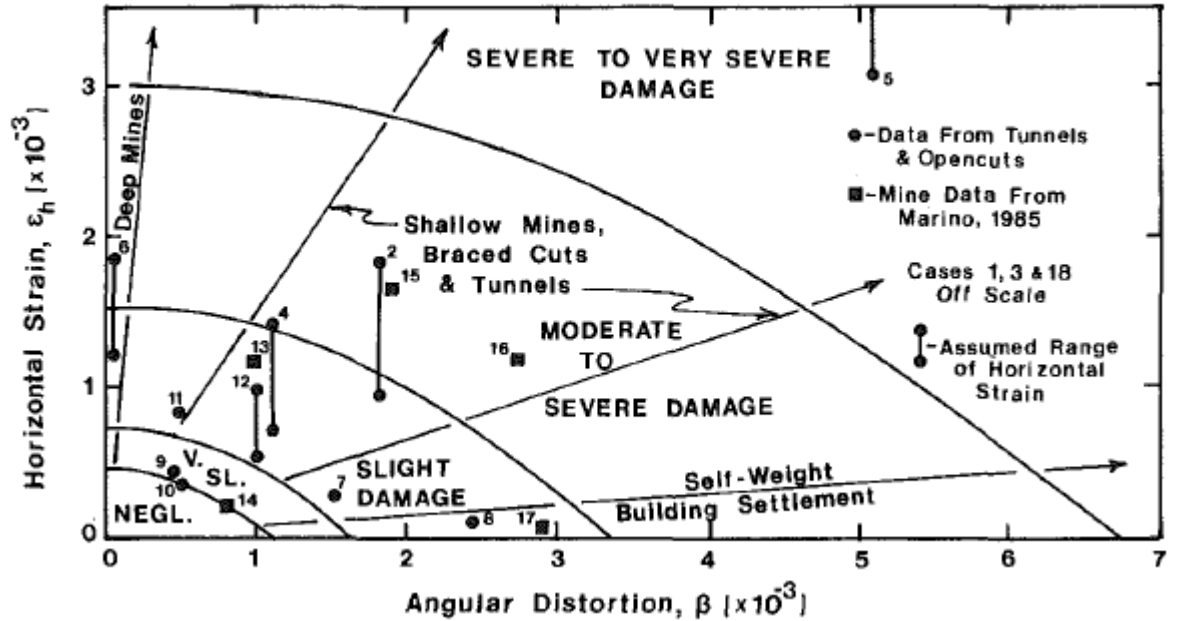 SEVERE TO VERY SEVERE
DAMAGE
5
Data From Tunnels
& Opencuts
Mine Data From
Marino, 1985
Deep Mines
6
Shallow Mines,
Braced Cuts
& Tunnels
2
15
Cases 1, 3 & 18
Off Scale
Assumed Range
of Horizontal
Strain
4
13
12
16
MODERATE
TO
SEVERE DAMAGE
11
9
10
V.
SL.
14
NEGL.
SLIGHT
DAMAGE
7
8
17
Self-Weight
Building Settlement
3
2
1
0
0
1
2
3
4
5
6
7
Horizontal Strain, ε_h [x10^-3]
Angular Distortion, β [x10^-3]